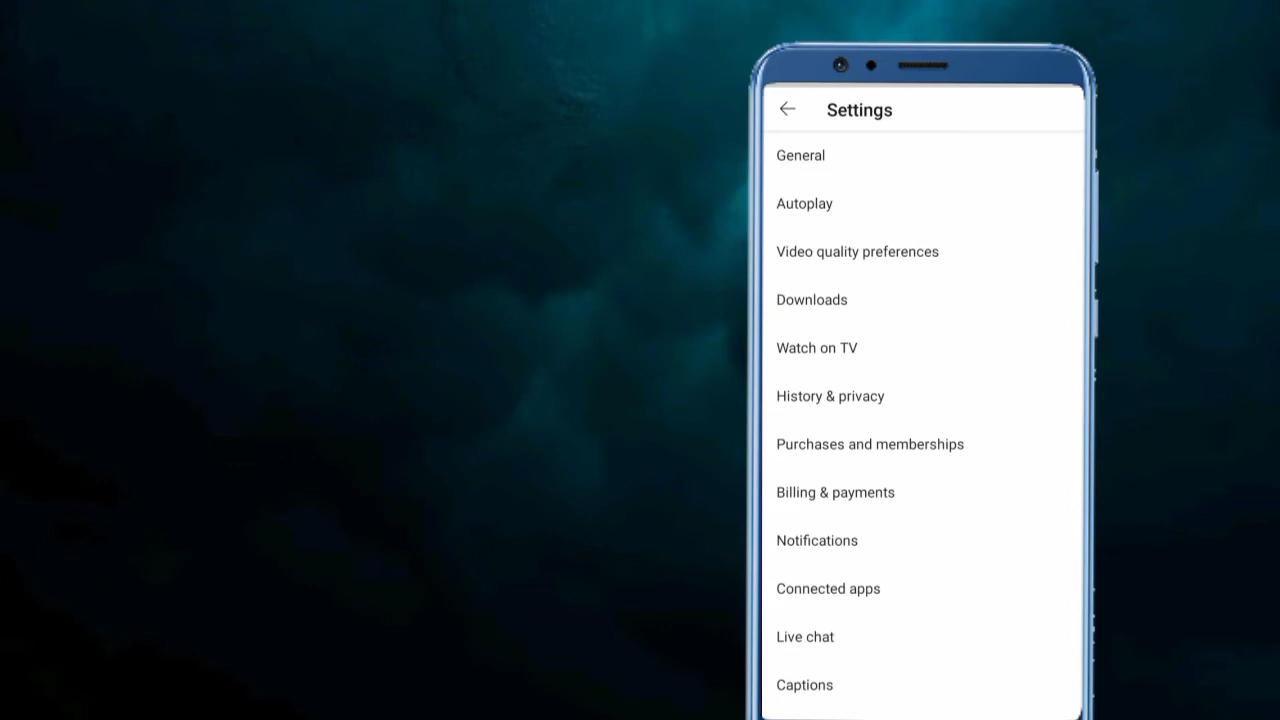 Settings
General
Autoplay
Video quality preferences
Downloads
Watch on TV
History & privacy
Purchases and memberships
Billing & payments
Notifications
Connected apps
Live chat
Captions